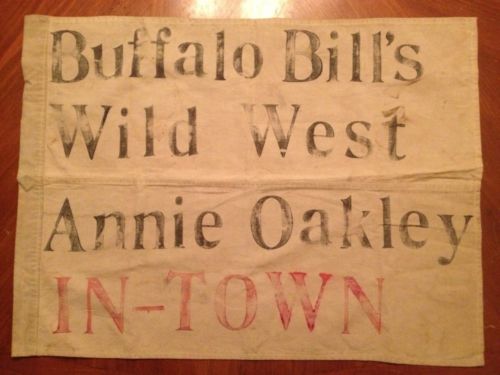 Buffalo Bill's
Wild West
Annie Oakley
IN-TOWN